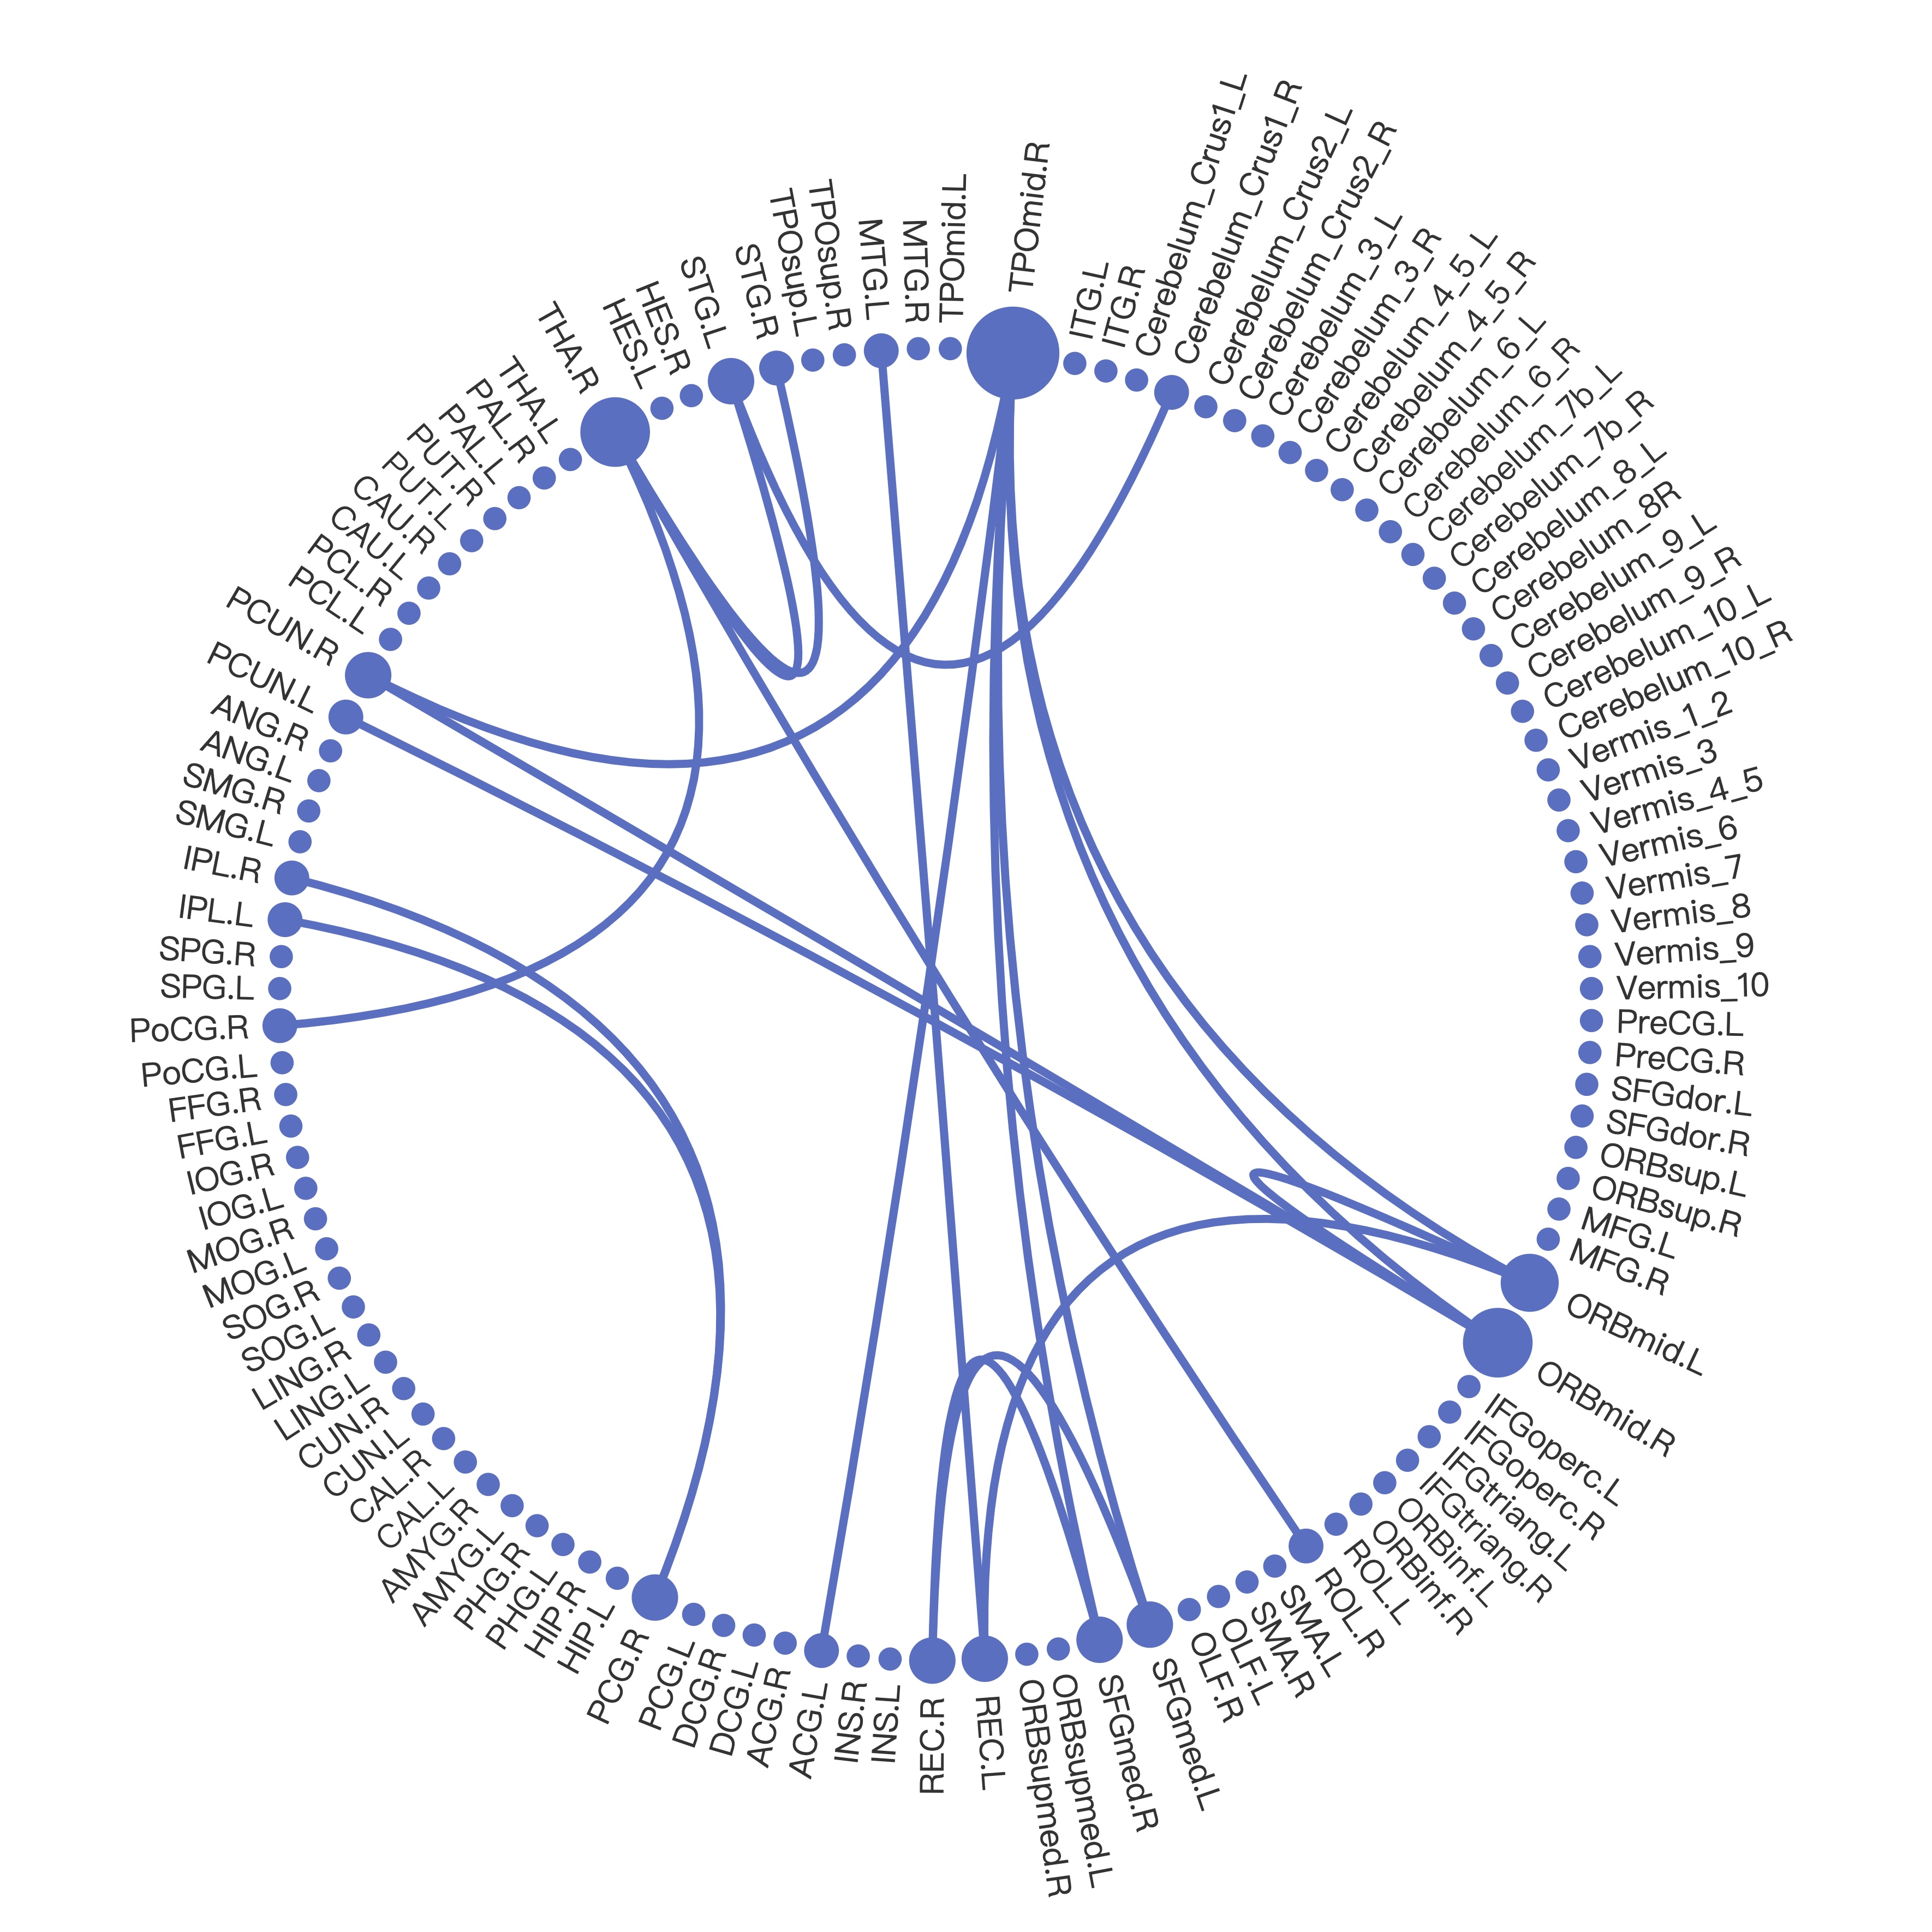 TPOmid.R
ITG.L
ITG.R
Cerebelum_Crus1_L
Cerebelum_Crus1_R
Cerebelum_Crus2_L
Cerebelum_Crus2_R
Cerebelum_3_L
Cerebelum_3_R
Cerebelum_4_5_L
Cerebelum_4_5_R
Cerebelum_6_L
Cerebelum_6_R
Cerebelum_7b_L
Cerebelum_7b_R
Cerebelum_8_L
Cerebelum_8R
Cerebelum_9_L
Cerebelum_9_R
Cerebelum_10_L
Cerebelum_10_R
Vermis_1_2
Vermis_3
Vermis_4_5
Vermis_6
Vermis_7
Vermis_8
Vermis_9
Vermis_10
PreCG.L
PreCG.R
SFGdor.L
SFGdor.R
ORBsup.L
ORBsup.R
MFG.L
MFG.R
ORBmid.L
ORBmid.R
IFGoperc.L
IFGoperc.R
IFGtriang.L
IFGtriang.R
ORBinf.L
ORBinf.R
ROL.L
ROL.R
SMA.L
SMA.R
OLF.L
OLF.R
SFGmed.L
SFGmed.R
ORBsupmed.L
ORBsupmed.R
REC.L
REC.R
INS.L
INS.R
ACG.L
ACG.R
DCG.L
DCG.R
PCG.L
PCG.R
HIP.L
HIP.R
PHG.L
PHG.R
AMYG.L
AMYG.R
CAL.L
CAL.R
CUN.L
CUN.R
LING.L
LING.R
SOG.L
SOG.R
MOG.L
MOG.R
IOG.L
IOG.R
FFG.L
FFG.R
PoCG.L
PoCG.R
SPG.L
SPG.R
IPL.L
IPL.R
SMG.L
SMG.R
ANG.L
ANG.R
PCUN.L
PCUN.R
PCL.L
PCL.R
CAU.L
CAU.R
PUT.L
PUT.R
PAL.L
PAL.R
THA.L
THA.R
HES.L
HES.R
STG.L
STG.R
TPOsup.L
TPOsup.R
MTG.L
MTG.R
TPOmid.L